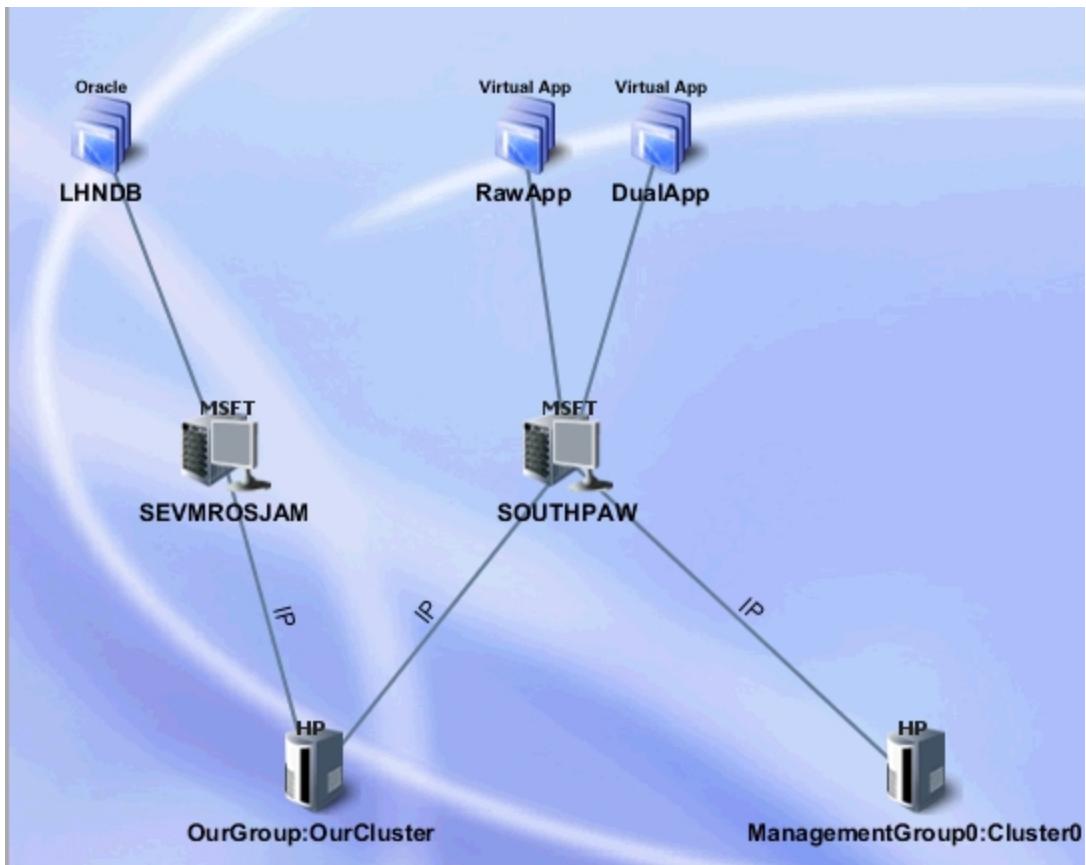 Oracle
LHNDB
Virtual App
RawApp
Virtual App
DualApp
MSFT
SEVMROSJAM
MSFT
SOUTHPAW
IP
IP
IP
HP
OurGroup:OurCluster
HP
ManagementGroup0:Cluster0